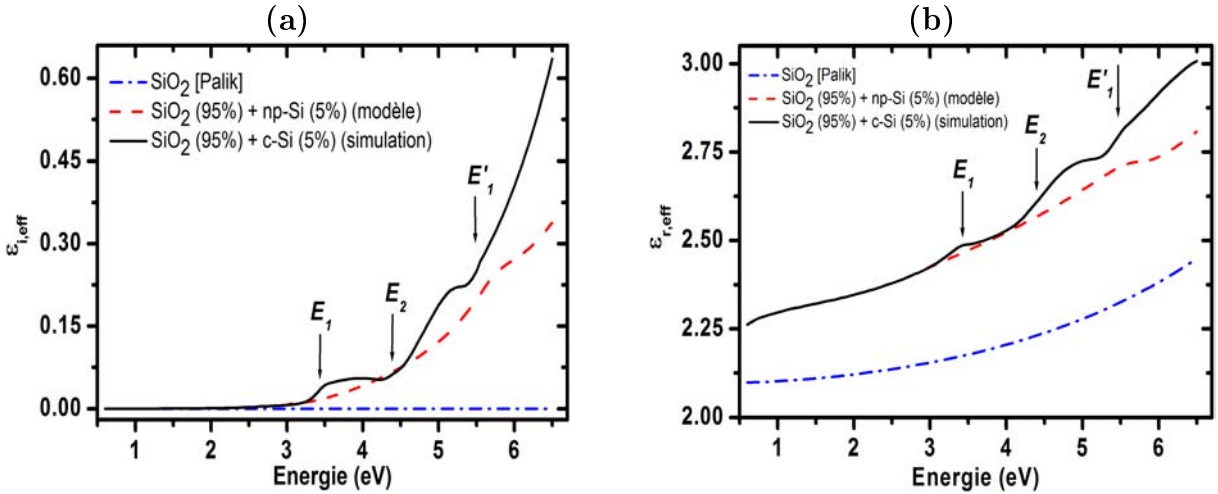 (a)
0.60
0.45
0.30
0.15
0.00
ε_i,eff
SiO₂ [Palik]
SiO₂ (95%) + np-Si (5%) (modèle)
SiO₂ (95%) + c-Si (5%) (simulation)
E₁
E₂
E'₁
1 2 3 4 5 6
Energie (eV)
(b)
3.00
2.75
2.50
2.25
2.00
ε_r,eff
SiO₂ [Palik]
SiO₂ (95%) + np-Si (5%) (modèle)
SiO₂ (95%) + c-Si (5%) (simulation)
E₁
E₂
E'₁
1 2 3 4 5 6
Energie (eV)